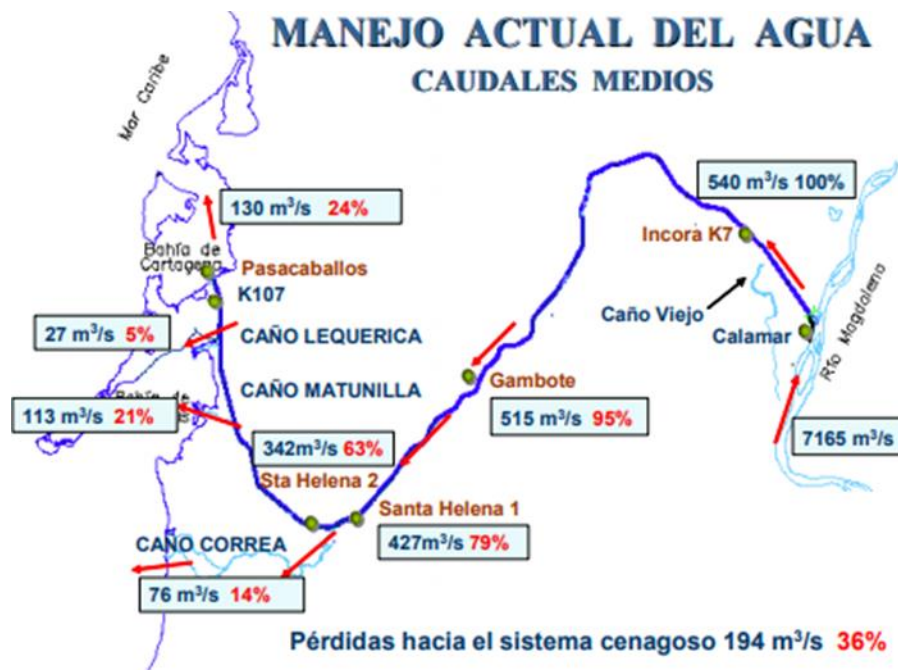 MANEJO ACTUAL DEL AGUA
CAUDALES MEDIOS
Mar Caribe
540 m³/s 100%
130 m³/s 24%
Incora K7
Bahía de
Cartagena
Pasacaballos
K107
Caño Viejo
Calamar
Río Magdalena
27 m³/s 5%
CAÑO LEQUERICA
Gambote
CAÑO MATUNILLA
Bahía de
113 m³/s 21%
515 m³/s 95%
7165 m³/s
342m³/s 63%
Sta Helena 2
Santa Helena 1
427m³/s 79%
CAÑO CORREA
76 m³/s 14%
Pérdidas hacia el sistema cenagoso 194 m³/s 36%